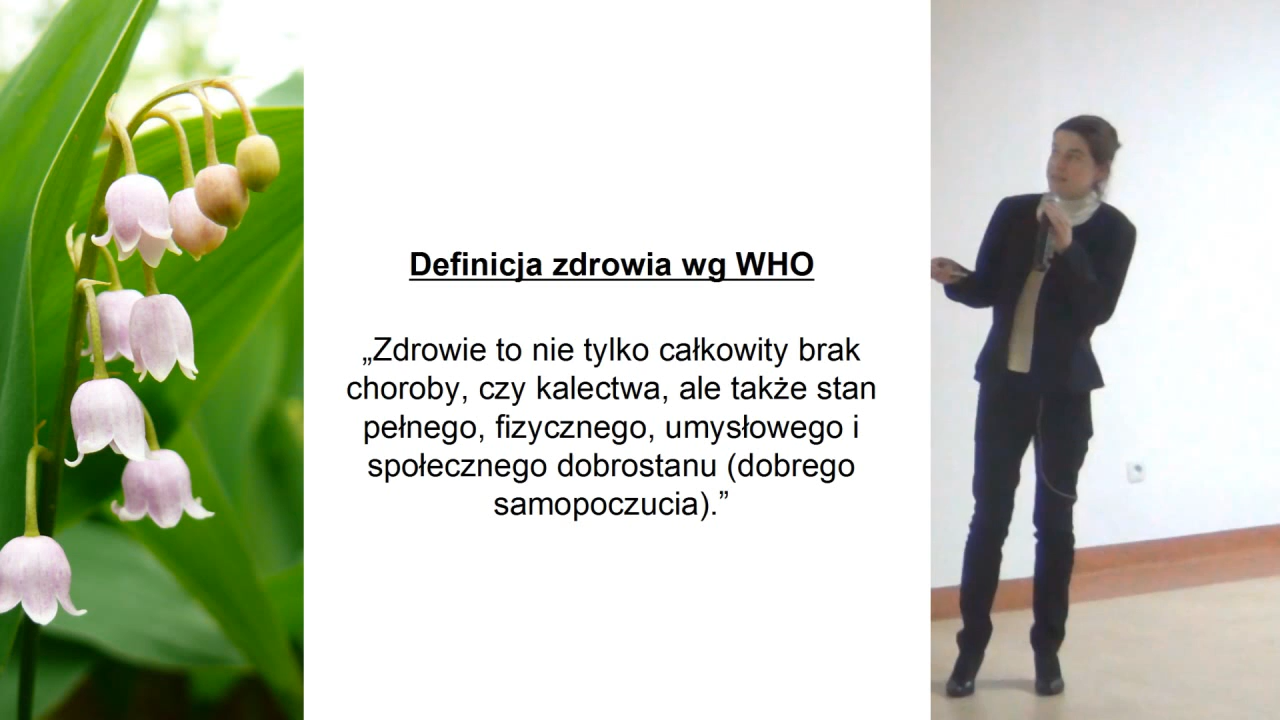 Definicja zdrowia wg WHO
„Zdrowie to nie tylko całkowity brak
choroby, czy kalectwa, ale także stan
pełnego, fizycznego, umysłowego i
społecznego dobrostanu (dobrego
samopoczucia).”